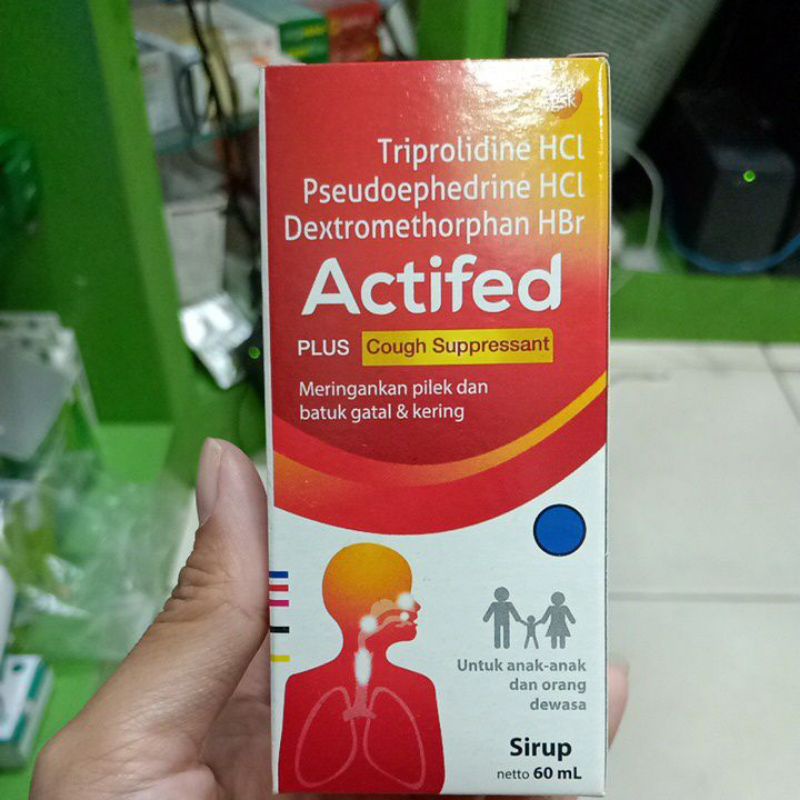 gsk
Triprolidine HCl
Pseudoephedrine HCl
Dextromethorphan HBr
Actifed
PLUS Cough Suppressant
Meringankan pilek dan
batuk gatal & kering
Untuk anak-anak
dan orang
dewasa
Sirup
netto 60 mL